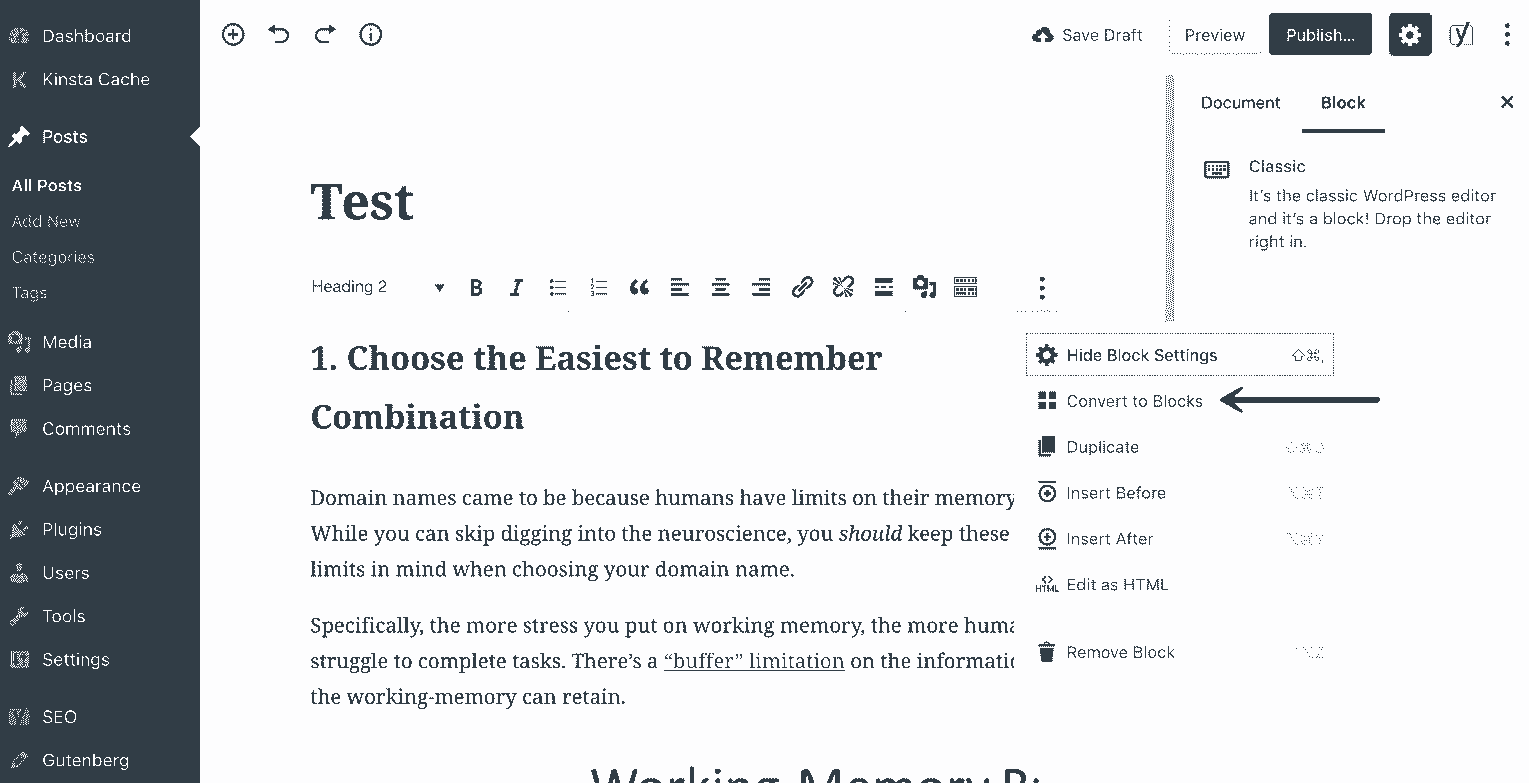 Dashboard
Kinsta Cache
Posts
All Posts
Add New
Categories
Tags
Media
Pages
Comments
Appearance
Plugins
Users
Tools
Settings
SEO
Gutenberg
Save Draft
Preview
Publish...
Document
Block
Classic
It's the classic WordPress editor
and it's a block! Drop the editor
right in.
Test
Heading 2
1. Choose the Easiest to Remember
Combination
Domain names came to be because humans have limits on their memory
While you can skip digging into the neuroscience, you should keep these
limits in mind when choosing your domain name.
Specifically, the more stress you put on working memory, the more huma
struggle to complete tasks. There's a “buffer” limitation on the informatio
the working-memory can retain.
Hide Block Settings ⇧⌘,
Convert to Blocks
Duplicate
Insert Before
Insert After
HTML Edit as HTML
Remove Block
Working Memory